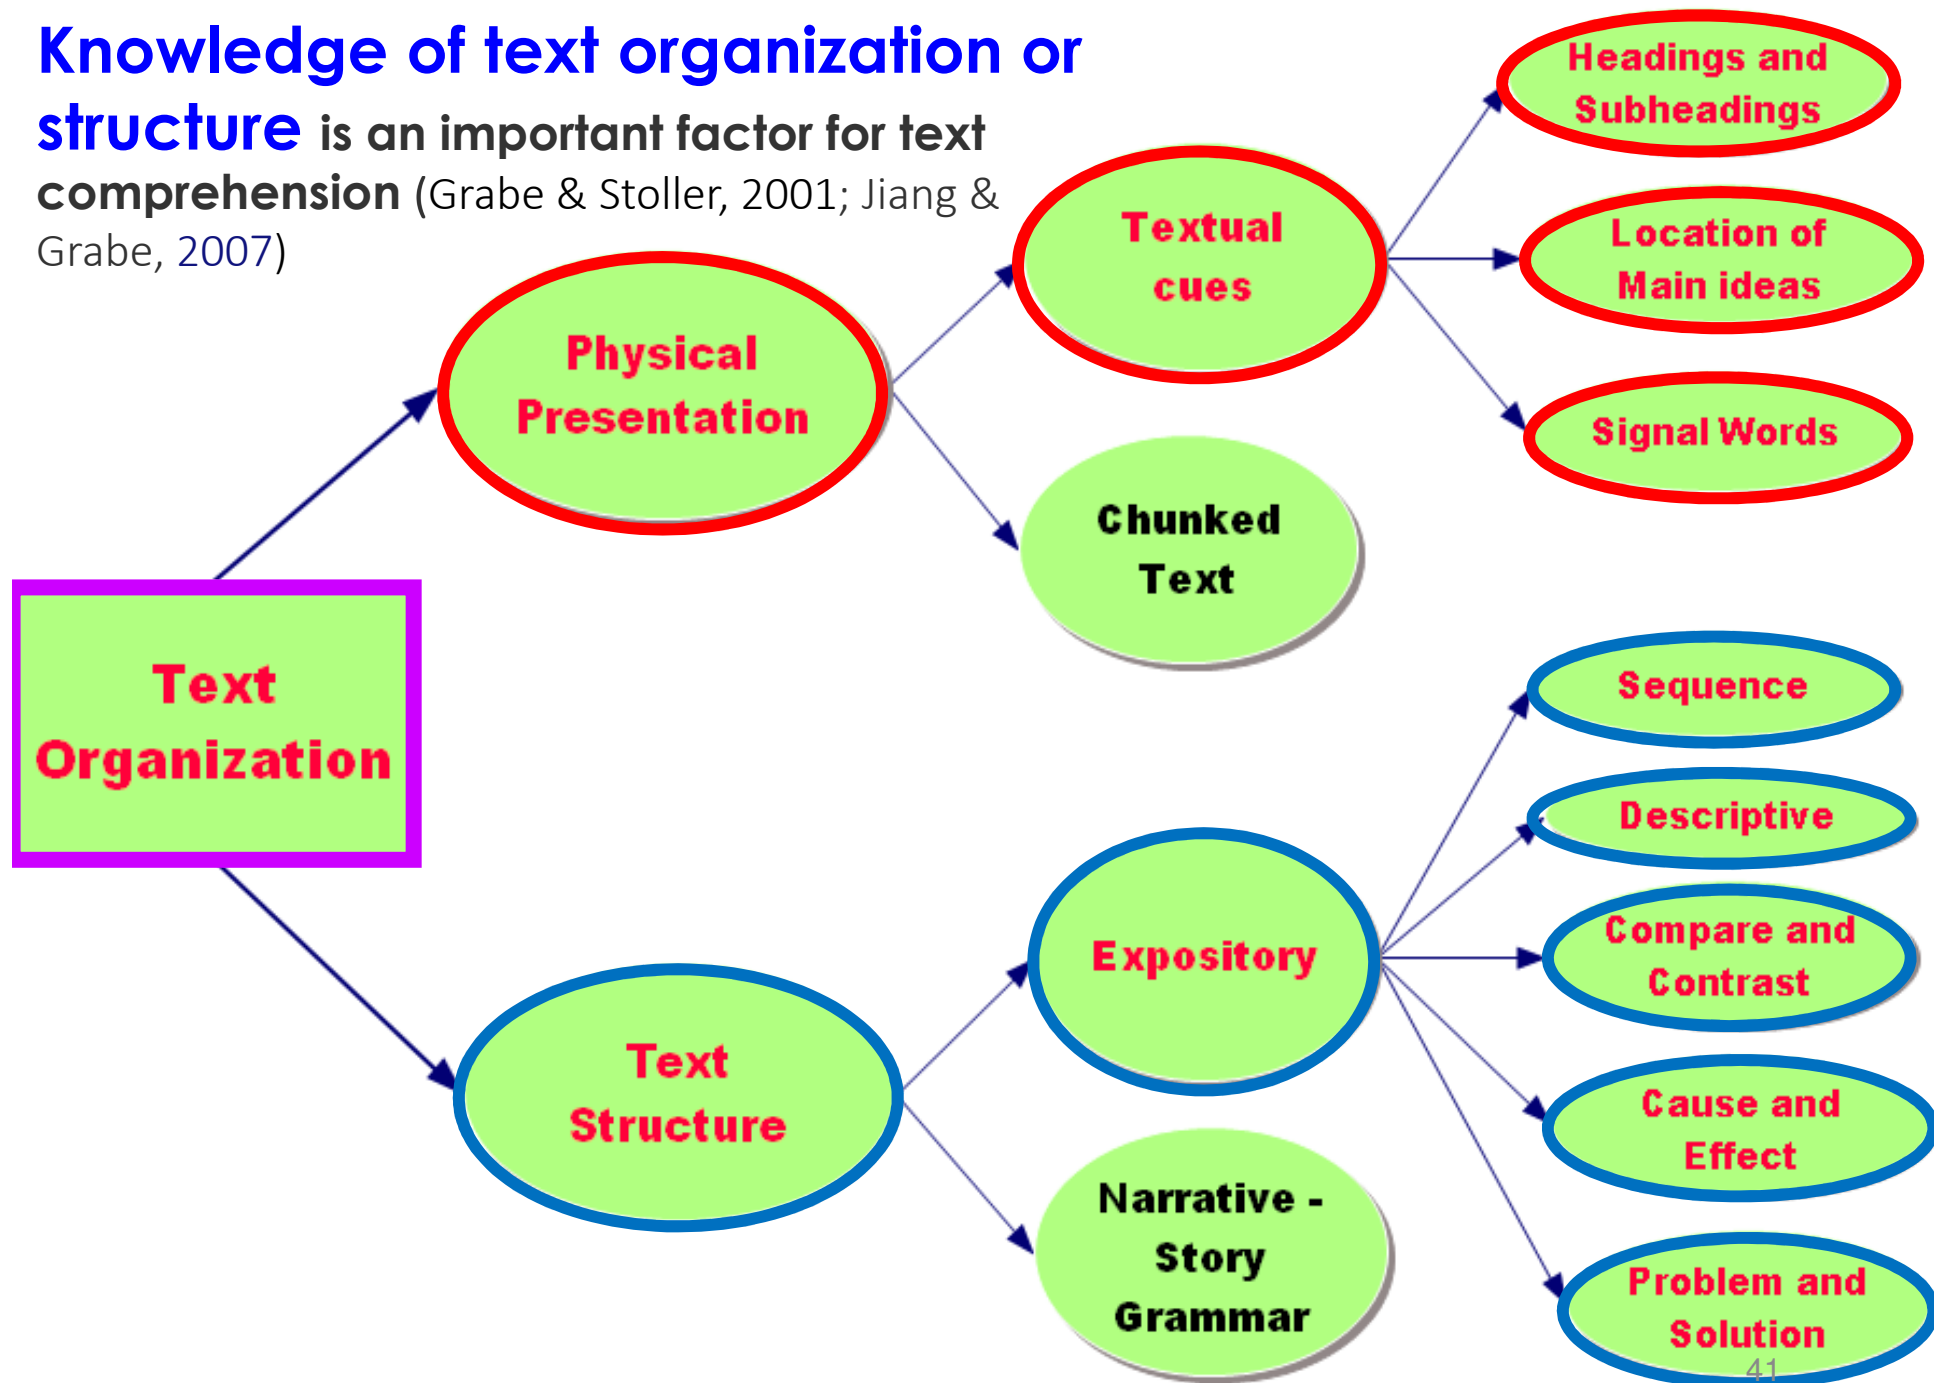 Knowledge of text organization or
structure is an important factor for text
comprehension (Grabe & Stoller, 2001; Jiang &
Grabe, 2007)
Text
Organization
Physical
Presentation
Textual
cues
Headings and
Subheadings
Location of
Main ideas
Signal Words
Chunked
Text
Text
Structure
Expository
Sequence
Descriptive
Compare and
Contrast
Cause and
Effect
Problem and
Solution
Narrative -
Story
Grammar
41